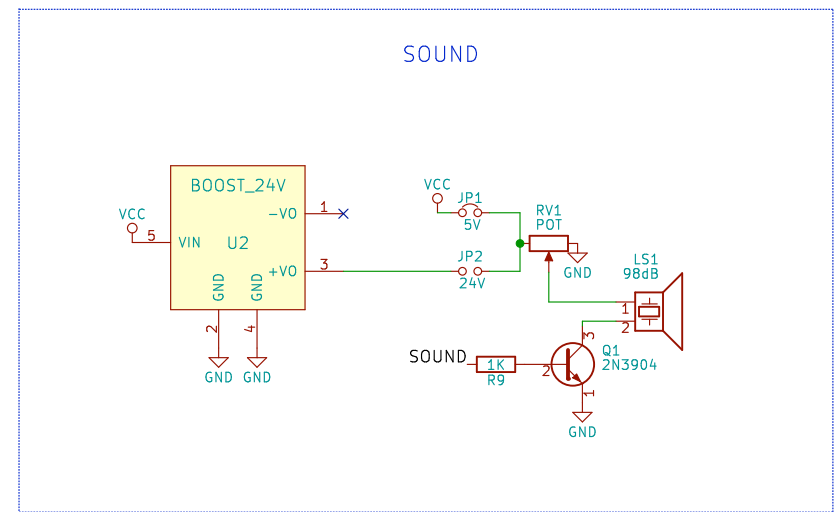 SOUND
BOOST_24V
VCC
5
VIN
U2
-VO
1
+VO
3
GND
GND
2
4
GND
GND
VCC
JP1
5V
JP2
24V
RV1
POT
GND
LS1
98dB
1
2
SOUND
1K
R9
2
3
1
Q1
2N3904
GND